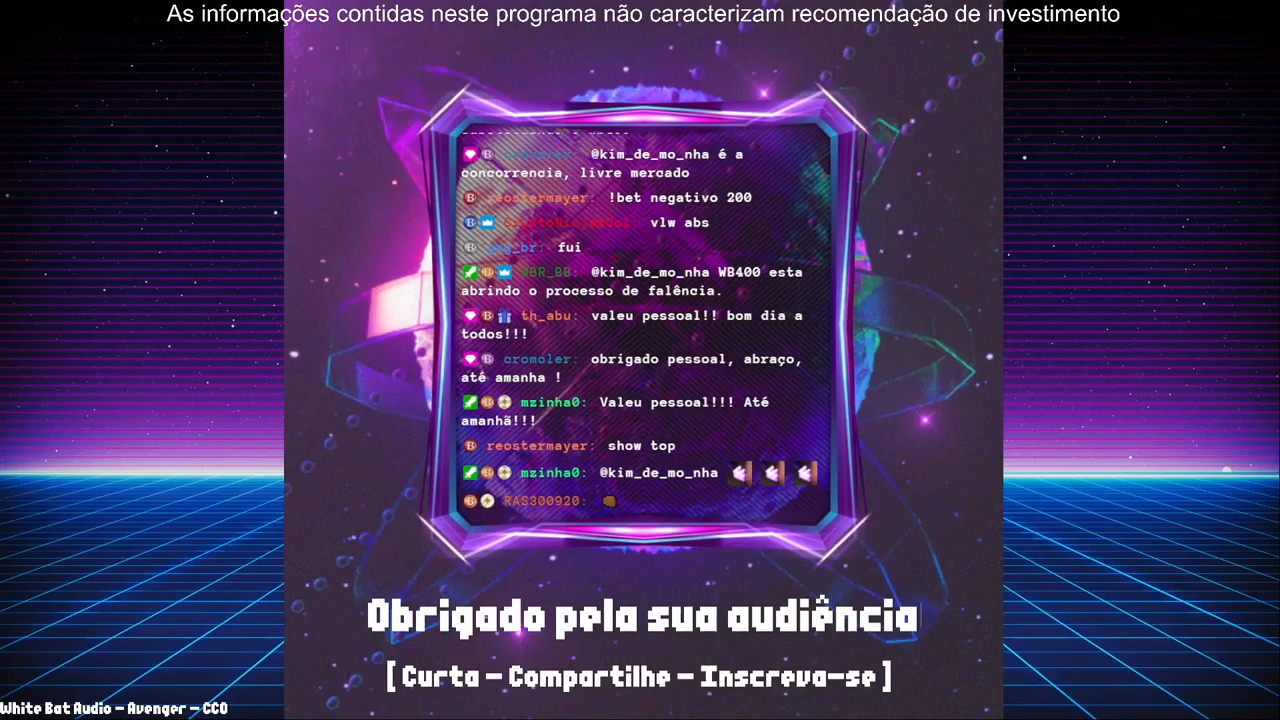 As informações contidas neste programa não caracterizam recomendação de investimento
cromoler: @kim_de_mo_nha é a
concorrencia, livre mercado
reostermayer: !bet negativo 200
vlw abs
fui
WBR_BB: @kim_de_mo_nha WB400 esta
abrindo o processo de falência.
th_abu: valeu pessoal!! bom dia a
todos!!!
cromoler: obrigado pessoal, abraço,
até amanha !
mzinha0: Valeu pessoal!!! Até
amanhã!!!
reostermayer: show top
mzinha0: @kim_de_mo_nha
RAS300920:
Obrigado pela sua audiência
[ Curta - Compartilhe - Inscreva-se ]
White Bat Audio - Avenger - CC0